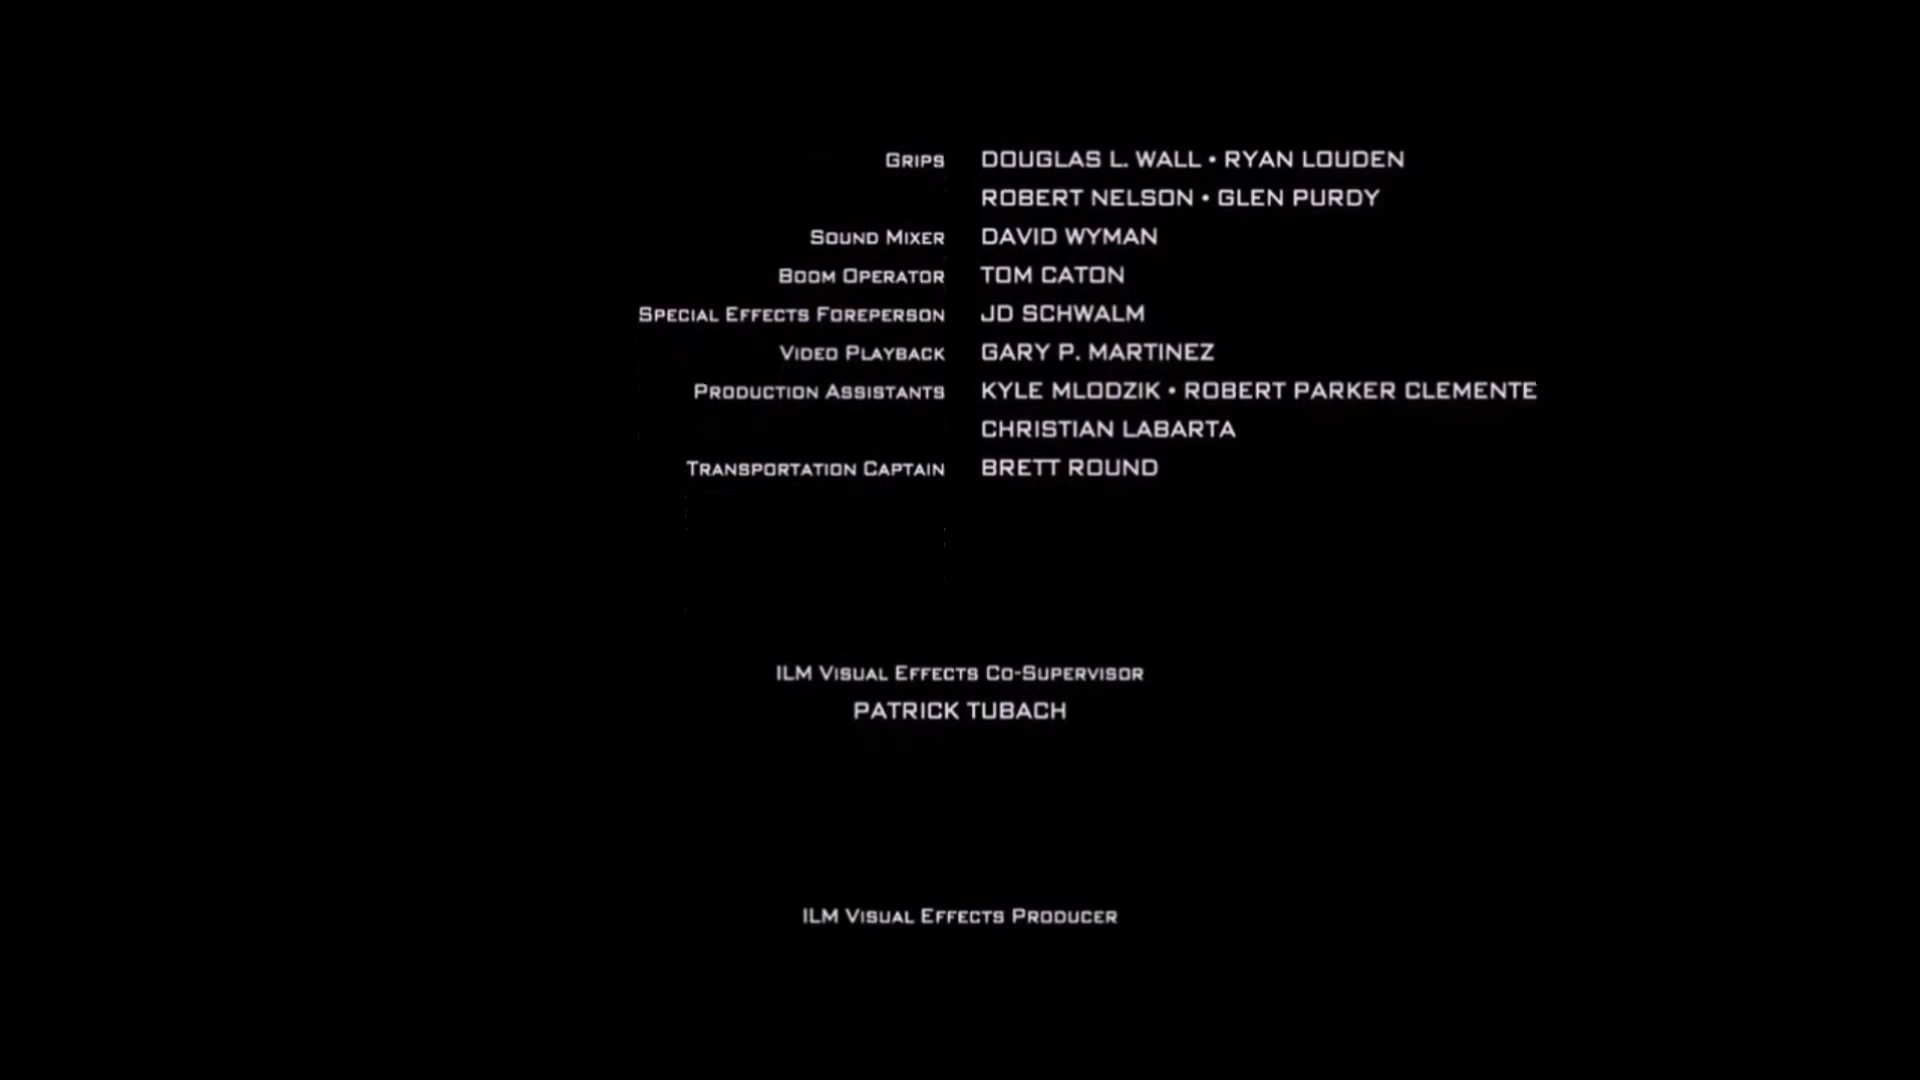 Grips DOUGLAS L. WALL • RYAN LOUDEN
ROBERT NELSON • GLEN PURDY
Sound Mixer DAVID WYMAN
Boom Operator TOM CATON
Special Effects Foreperson JD SCHWALM
Video Playback GARY P. MARTINEZ
Production Assistants KYLE MLODZIK • ROBERT PARKER CLEMENTE
CHRISTIAN LABARTA
Transportation Captain BRETT ROUND
ILM Visual Effects Co-Supervisor
PATRICK TUBACH
ILM Visual Effects Producer